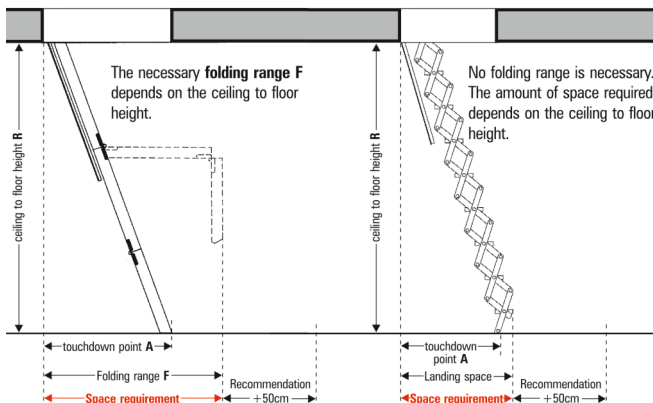 The necessary folding range F
depends on the ceiling to floor
height.
ceiling to floor height R
touchdown point A
Folding range F
Space requirement
Recommendation
+50cm
No folding range is necessary.
The amount of space required
depends on the ceiling to floor
height.
ceiling to floor height R
touchdown
point A
Landing space
Space requirement
Recommendation
+50cm